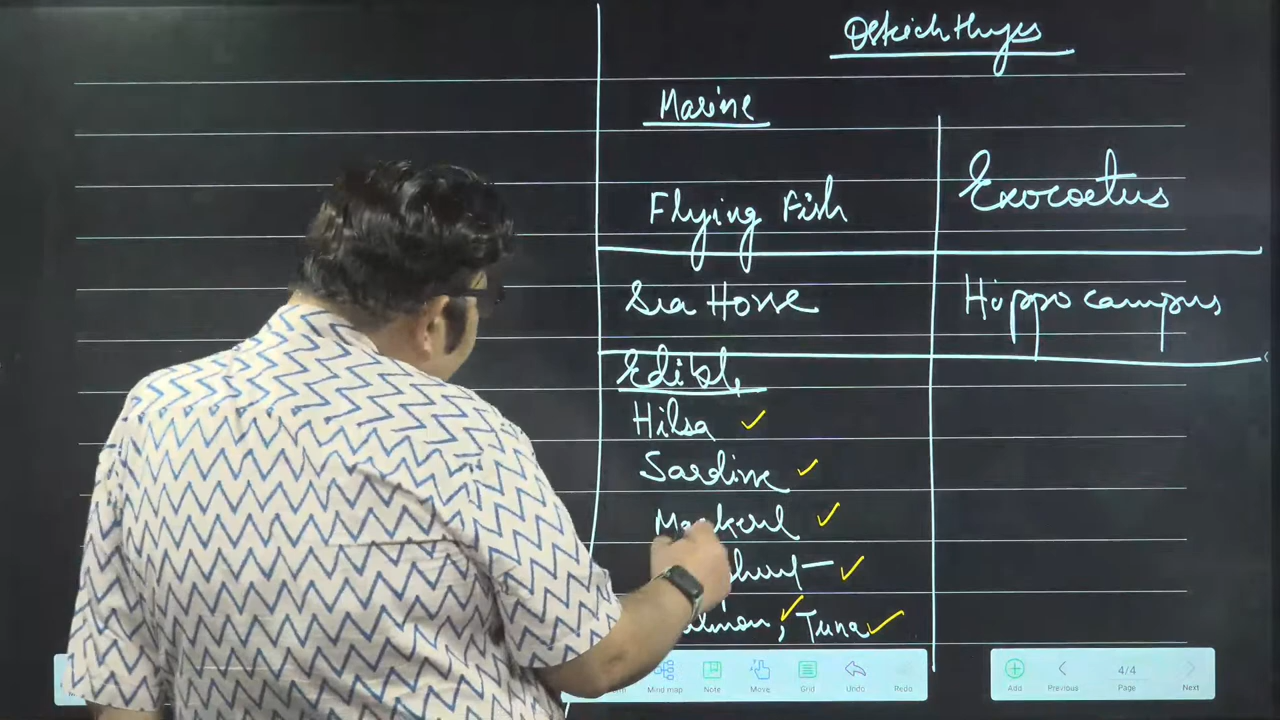 Osteichthyes
Marine
Flying Fish Exocoetus
Sea Horse Hippocampus
Edible
Hilsa ✓
Sardine ✓
Mackerel ✓
✓
✓ ; Tuna ✓
Mind map Note Move Grid Undo Redo
Add Previous 4/4 Page Next